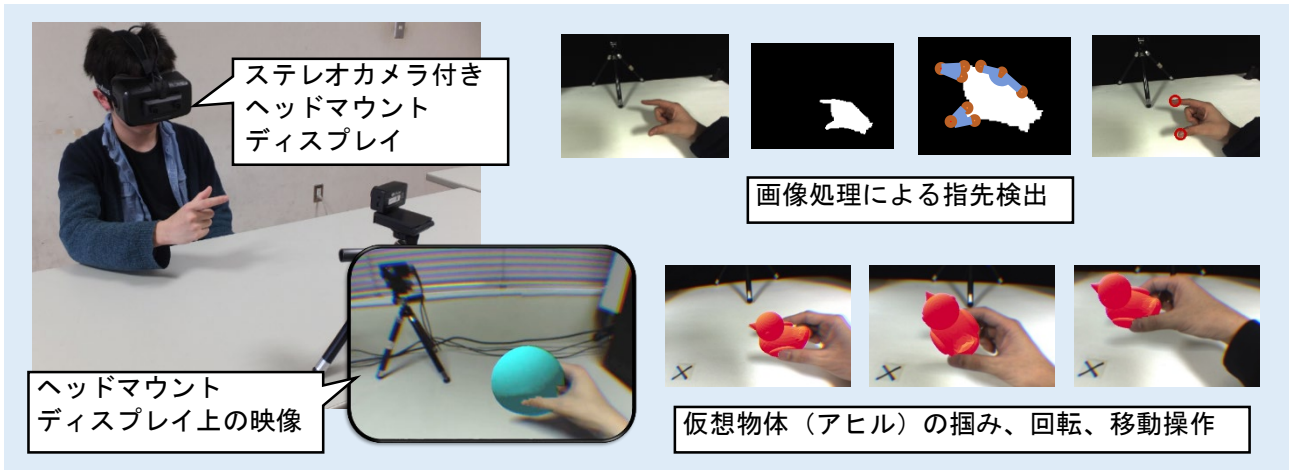 ステレオカメラ付き
ヘッドマウント
ディスプレイ
画像処理による指先検出
ヘッドマウント
ディスプレイ上の映像
仮想物体（アヒル）の掴み、回転、移動操作